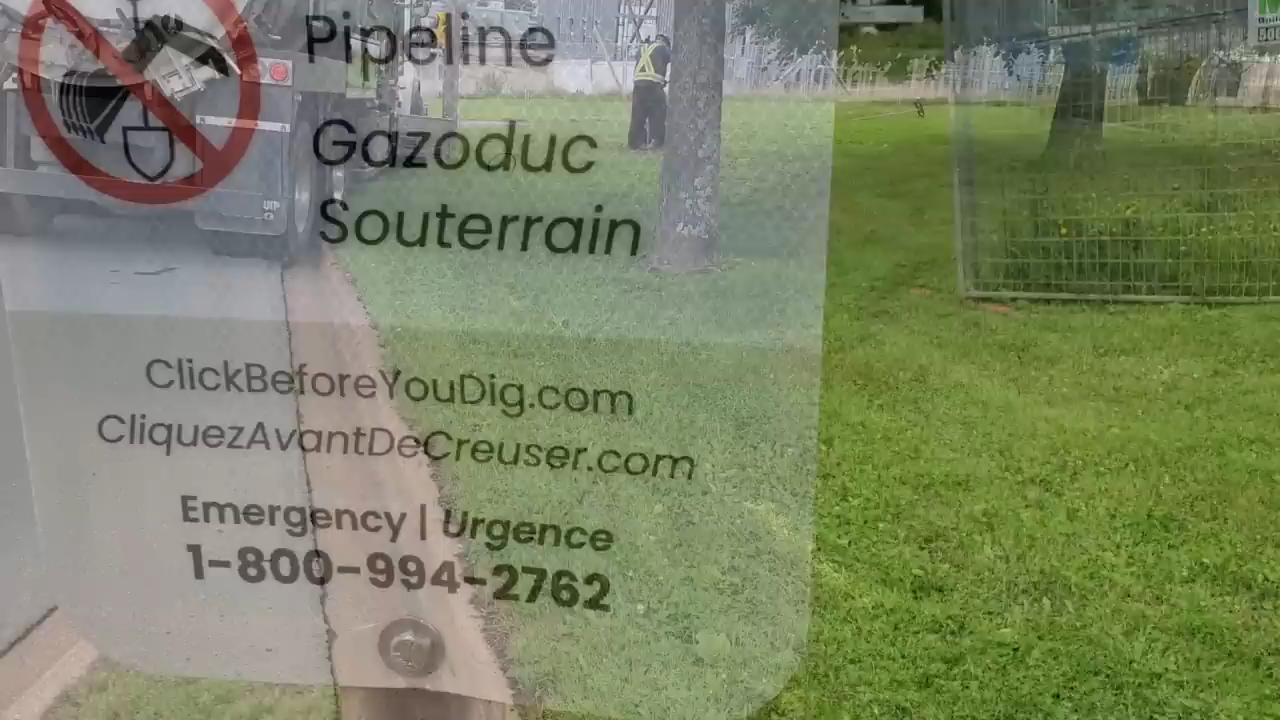 Pipeline
Gazoduc
Souterrain
ClickBeforeYouDig.com
CliquezAvantDeCreuser.com
Emergency | Urgence
1-800-994-2762